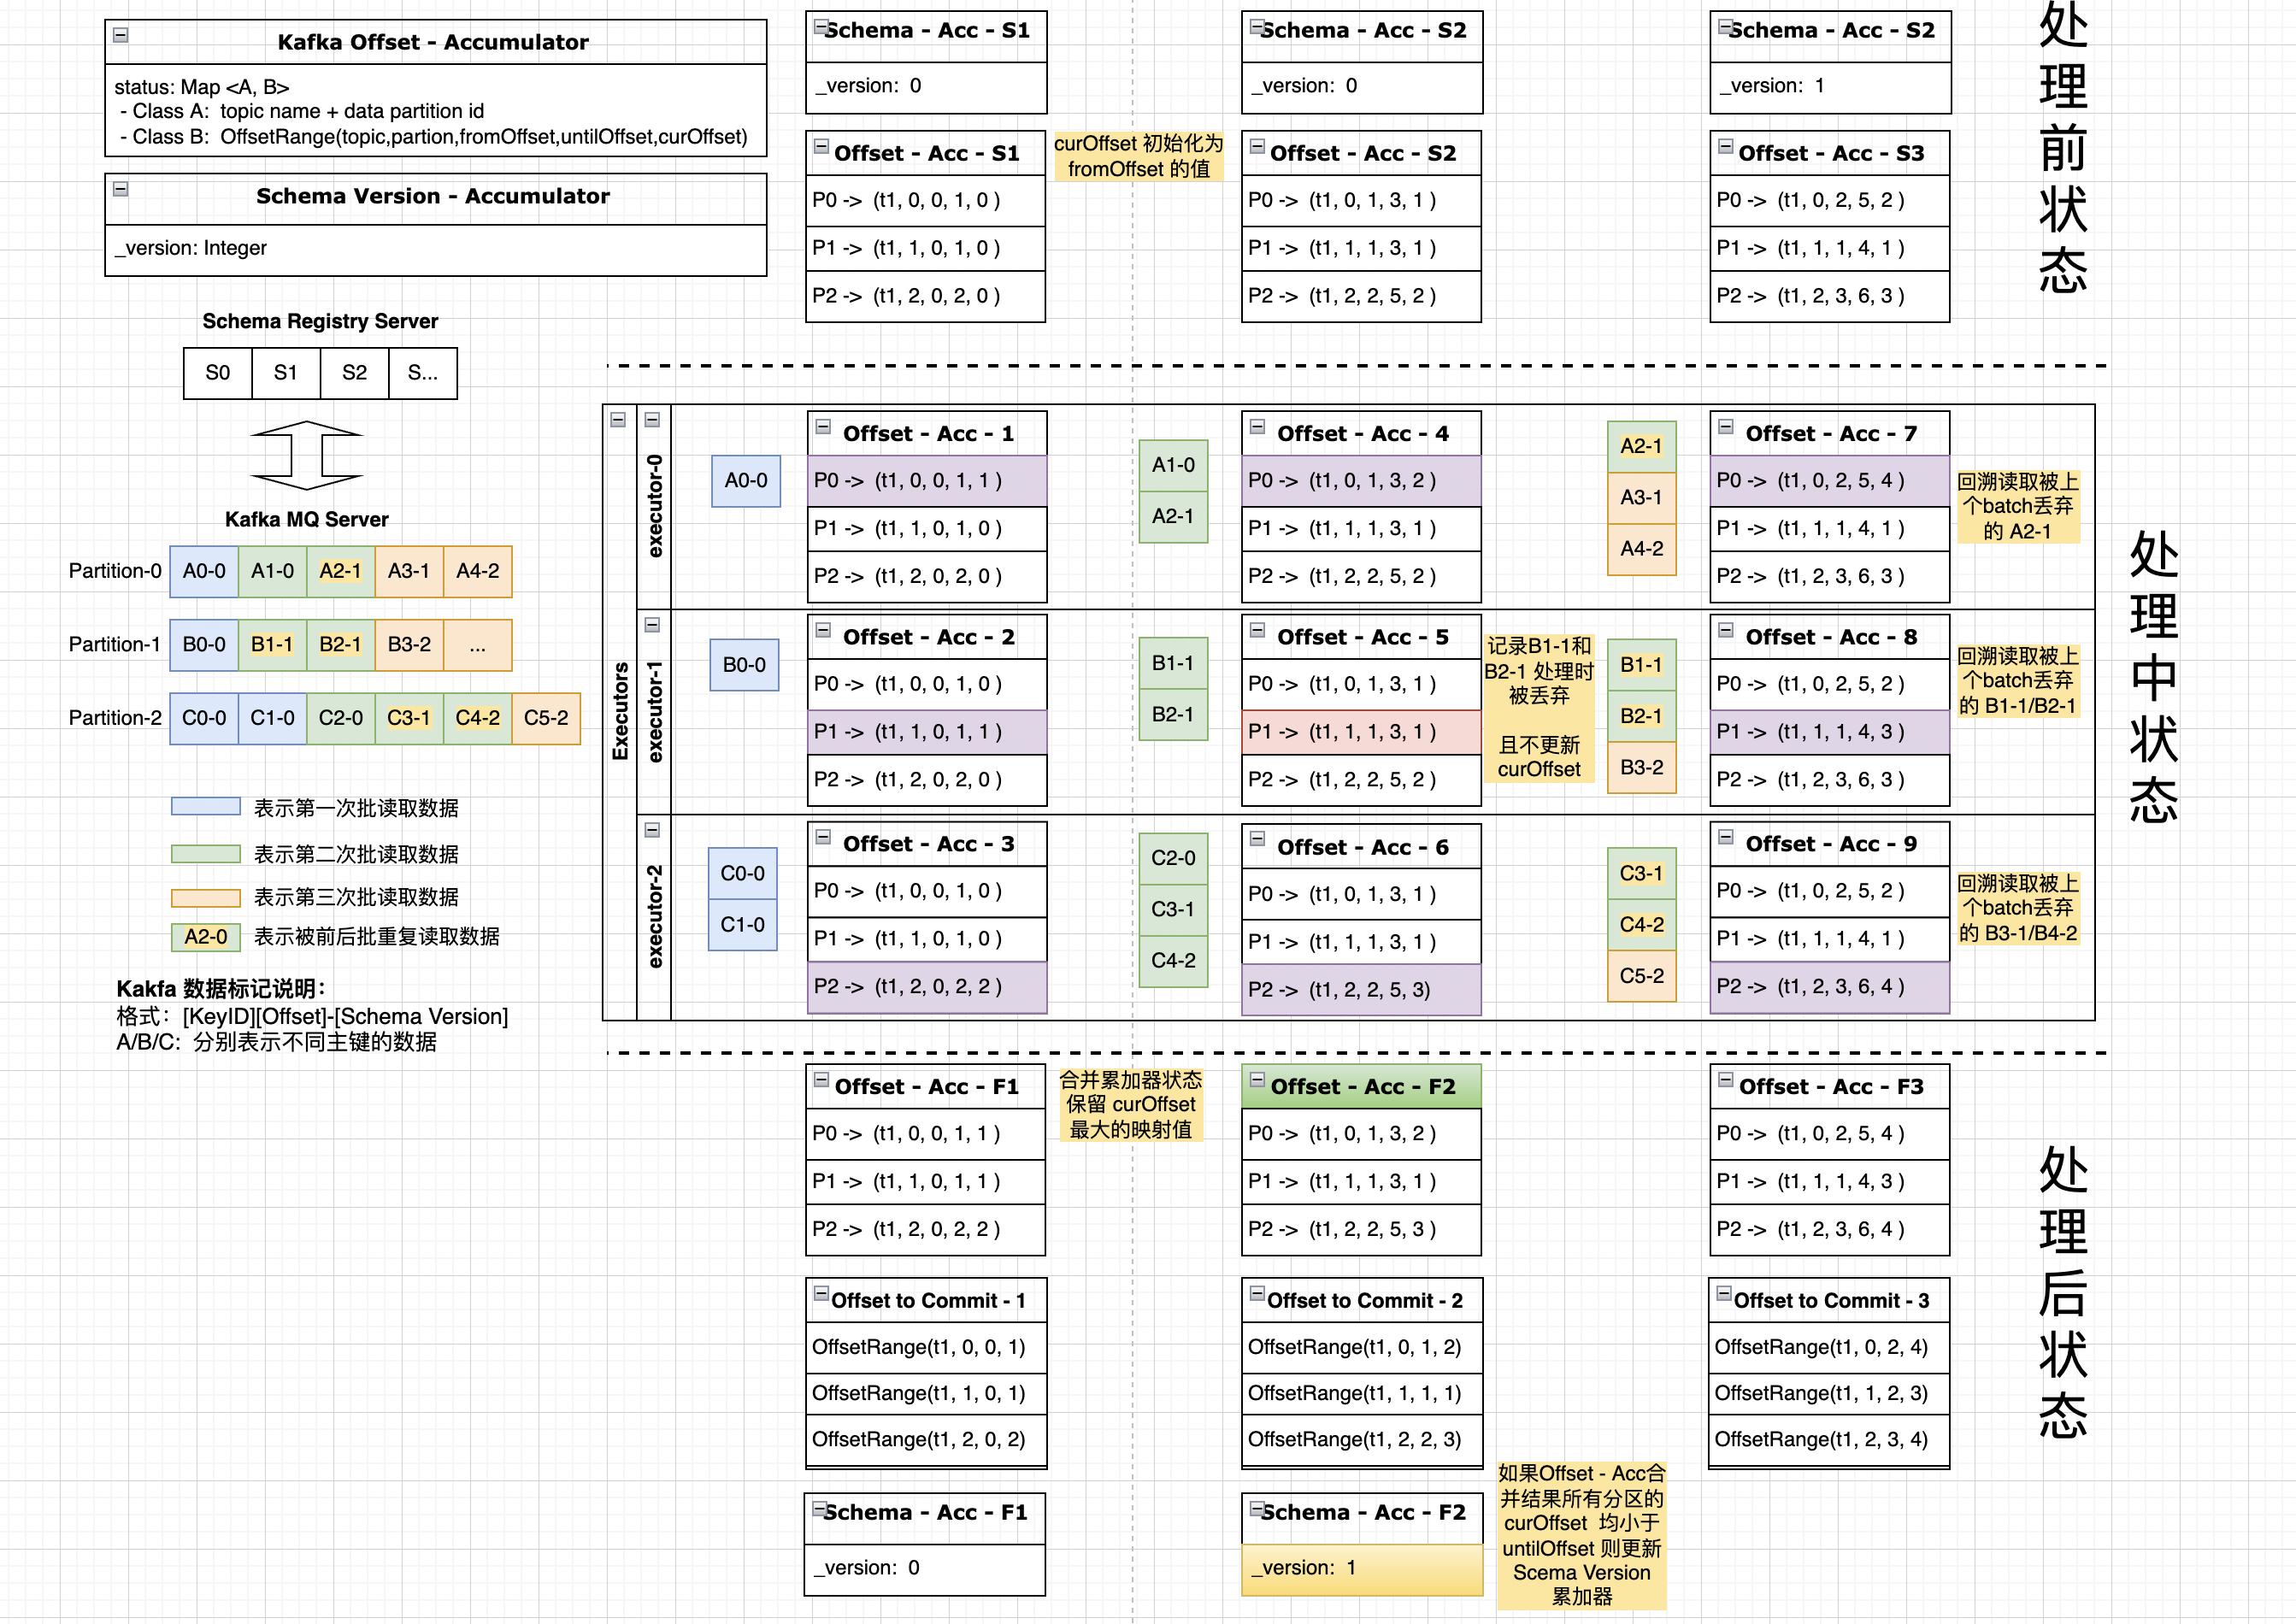 Kafka Offset - Accumulator
status: Map <A, B>
- Class A:  topic name + data partition id
- Class B:  OffsetRange(topic,partion,fromOffset,untilOffset,curOffset)
Schema Version - Accumulator
_version: Integer
Schema Registry Server
S0
S1
S2
S...
Kafka MQ Server
Partition-0
A0-0
A1-0
A2-1
A3-1
A4-2
Partition-1
B0-0
B1-1
B2-1
B3-2
...
Partition-2
C0-0
C1-0
C2-0
C3-1
C4-2
C5-2
表示第一次批读取数据
表示第二次批读取数据
表示第三次批读取数据
A2-0
表示被前后批重复读取数据
Kakfa 数据标记说明：
格式：[KeyID][Offset]-[Schema Version]
A/B/C：分别表示不同主键的数据
Schema - Acc - S1
_version:  0
Offset - Acc - S1
P0 ->  (t1, 0, 0, 1, 0 )
P1 ->  (t1, 1, 0, 1, 0 )
P2 ->  (t1, 2, 0, 2, 0 )
curOffset 初始化为
fromOffset 的值
Schema - Acc - S2
_version:  0
Offset - Acc - S2
P0 ->  (t1, 0, 1, 3, 1 )
P1 ->  (t1, 1, 1, 3, 1 )
P2 ->  (t1, 2, 2, 5, 2 )
Schema - Acc - S2
_version:  1
Offset - Acc - S3
P0 ->  (t1, 0, 2, 5, 2 )
P1 ->  (t1, 1, 1, 4, 1 )
P2 ->  (t1, 2, 3, 6, 3 )
处理前状态
Executors
executor-0
A0-0
Offset - Acc - 1
P0 ->  (t1, 0, 0, 1, 1 )
P1 ->  (t1, 1, 0, 1, 0 )
P2 ->  (t1, 2, 0, 2, 0 )
A1-0
A2-1
Offset - Acc - 4
P0 ->  (t1, 0, 1, 3, 2 )
P1 ->  (t1, 1, 1, 3, 1 )
P2 ->  (t1, 2, 2, 5, 2 )
A2-1
A3-1
A4-2
Offset - Acc - 7
P0 ->  (t1, 0, 2, 5, 4 )
P1 ->  (t1, 1, 1, 4, 1 )
P2 ->  (t1, 2, 3, 6, 3 )
回溯读取被上
个batch丢弃
的 A2-1
executor-1
B0-0
Offset - Acc - 2
P0 ->  (t1, 0, 0, 1, 0 )
P1 ->  (t1, 1, 0, 1, 1 )
P2 ->  (t1, 2, 0, 2, 0 )
B1-1
B2-1
Offset - Acc - 5
P0 ->  (t1, 0, 1, 3, 1 )
P1 ->  (t1, 1, 1, 3, 1 )
P2 ->  (t1, 2, 2, 5, 2 )
记录B1-1和
B2-1 处理时
被丢弃
且不更新
curOffset
B1-1
B2-1
B3-2
Offset - Acc - 8
P0 ->  (t1, 0, 2, 5, 2 )
P1 ->  (t1, 1, 1, 4, 3 )
P2 ->  (t1, 2, 3, 6, 3 )
回溯读取被上
个batch丢弃
的 B1-1/B2-1
executor-2
C0-0
C1-0
Offset - Acc - 3
P0 ->  (t1, 0, 0, 1, 0 )
P1 ->  (t1, 1, 0, 1, 0 )
P2 ->  (t1, 2, 0, 2, 2 )
C2-0
C3-1
C4-2
Offset - Acc - 6
P0 ->  (t1, 0, 1, 3, 1 )
P1 ->  (t1, 1, 1, 3, 1 )
P2 ->  (t1, 2, 2, 5, 3)
C3-1
C4-2
C5-2
Offset - Acc - 9
P0 ->  (t1, 0, 2, 5, 2 )
P1 ->  (t1, 1, 1, 4, 1 )
P2 ->  (t1, 2, 3, 6, 4 )
回溯读取被上
个batch丢弃
的 B3-1/B4-2
处理中状态
Offset - Acc - F1
P0 ->  (t1, 0, 0, 1, 1 )
P1 ->  (t1, 1, 0, 1, 1 )
P2 ->  (t1, 2, 0, 2, 2 )
合并累加器状态
保留 curOffset
最大的映射值
Offset - Acc - F2
P0 ->  (t1, 0, 1, 3, 2 )
P1 ->  (t1, 1, 1, 3, 1 )
P2 ->  (t1, 2, 2, 5, 3 )
Offset - Acc - F3
P0 ->  (t1, 0, 2, 5, 4 )
P1 ->  (t1, 1, 1, 4, 3 )
P2 ->  (t1, 2, 3, 6, 4 )
Offset to Commit - 1
OffsetRange(t1, 0, 0, 1)
OffsetRange(t1, 1, 0, 1)
OffsetRange(t1, 2, 0, 2)
Offset to Commit - 2
OffsetRange(t1, 0, 1, 2)
OffsetRange(t1, 1, 1, 1)
OffsetRange(t1, 2, 2, 3)
Offset to Commit - 3
OffsetRange(t1, 0, 2, 4)
OffsetRange(t1, 1, 2, 3)
OffsetRange(t1, 2, 3, 4)
Schema - Acc - F1
_version:  0
Schema - Acc - F2
_version:  1
如果Offset - Acc合
并结果所有分区的
curOffset  均小于
untilOffset 则更新
Scema Version
累加器
处理后状态